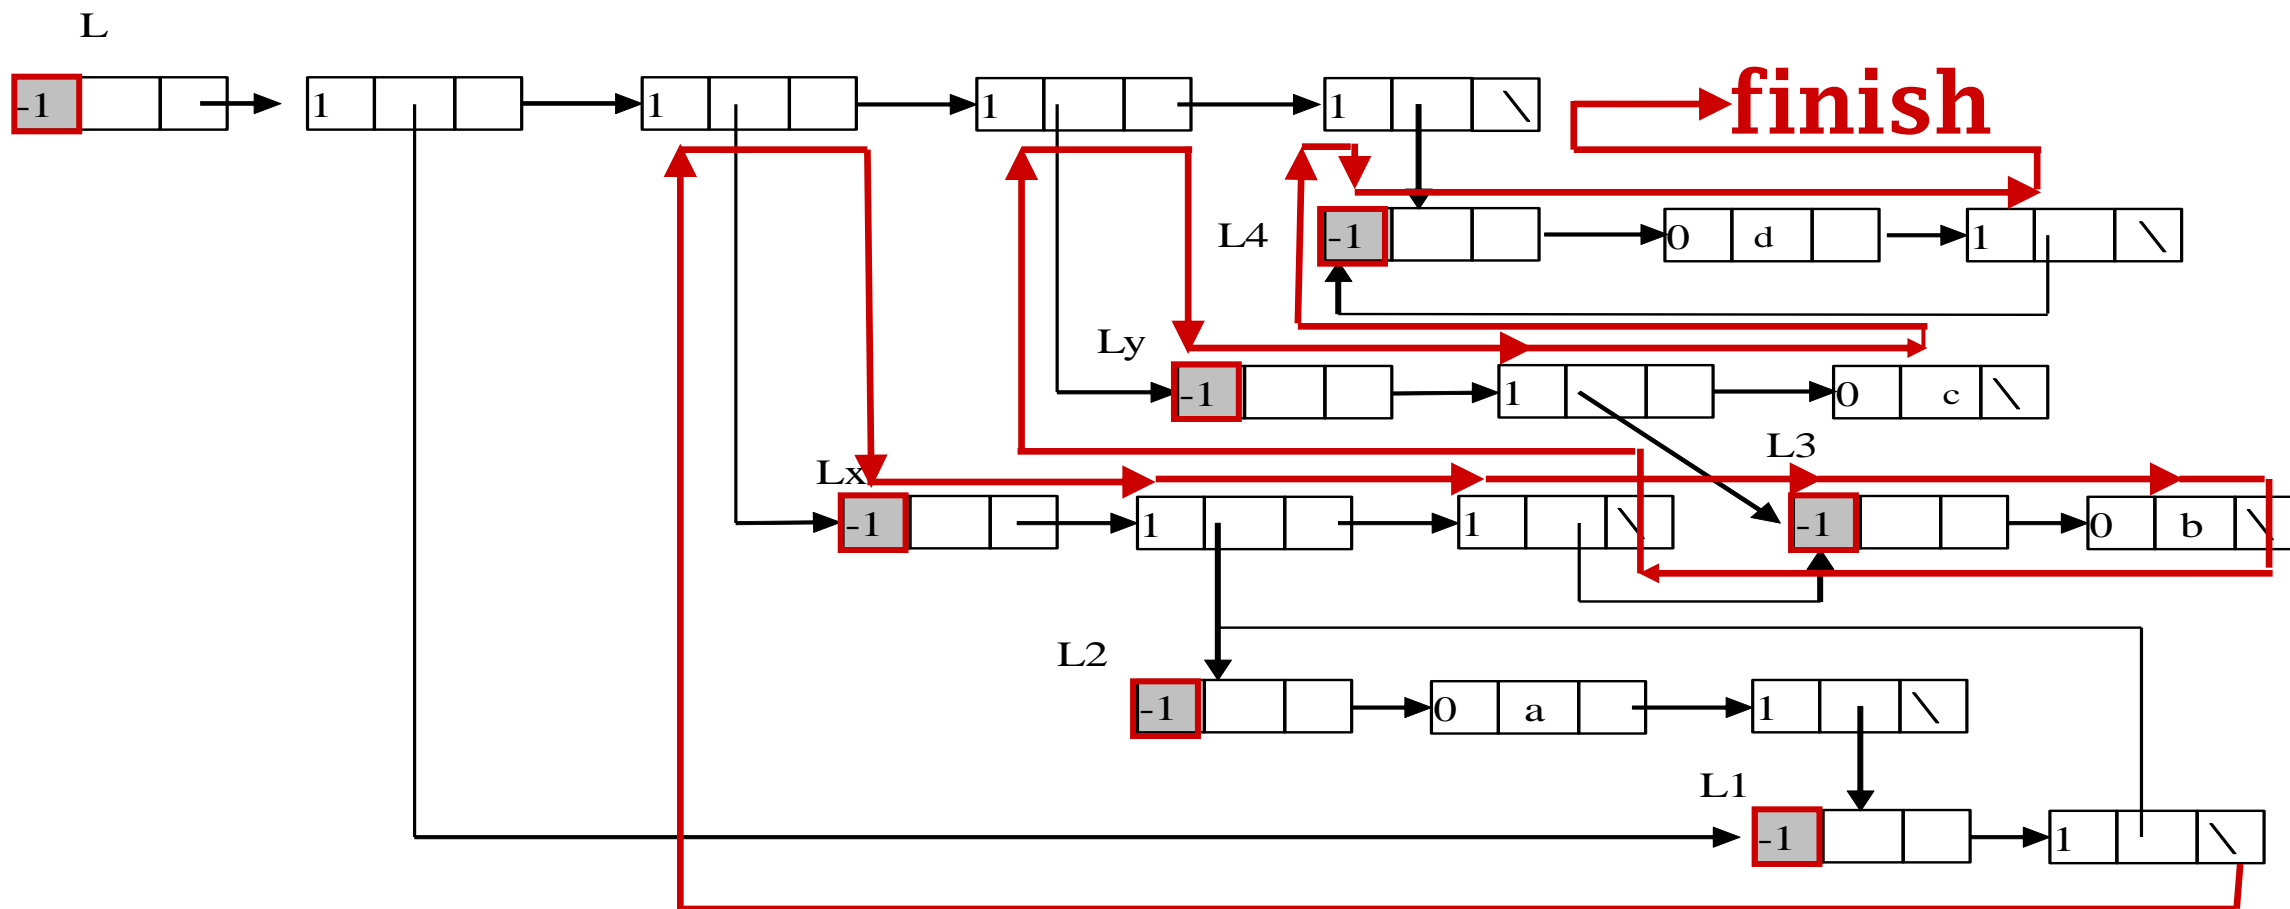 L
-1 1 1 1 1 \ finish
L4 -1 0 d 1 \
Ly -1 1 0 c \
L3
Lx -1 1 1 \ -1 0 b \
L2
-1 0 a 1 \
L1
-1 1 \